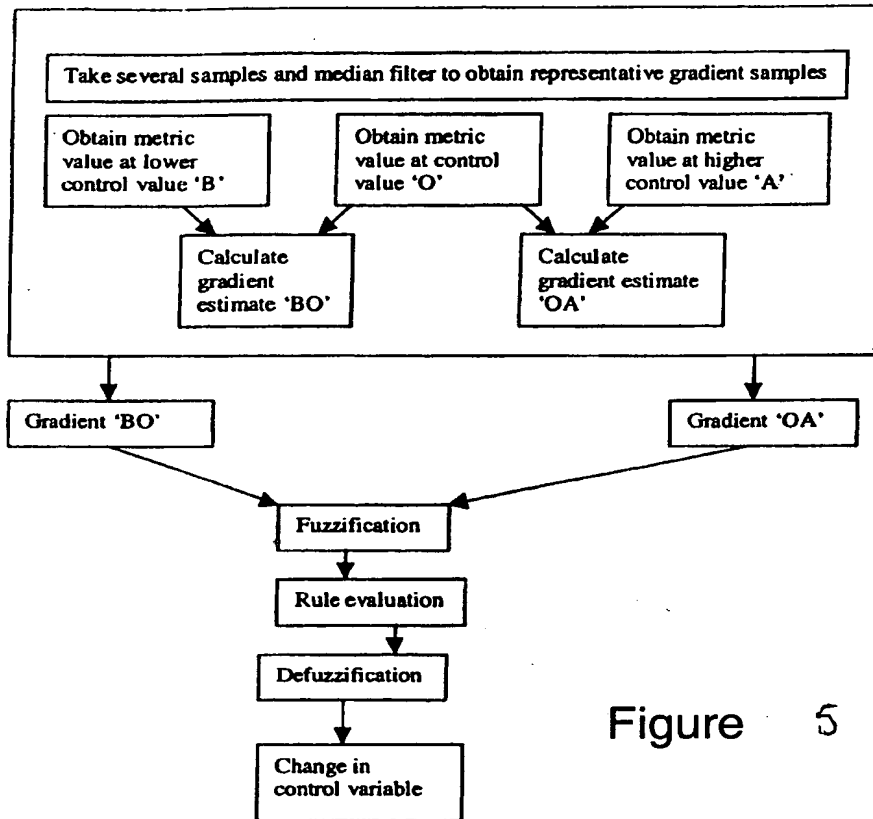 Take several samples and median filter to obtain representative gradient samples
Obtain metric
value at lower
control value ‘B’
Obtain metric
value at control
value ‘O’
Obtain metric
value at higher
control value ‘A’
Calculate
gradient
estimate ‘BO’
Calculate
gradient estimate
‘OA’
Gradient ‘BO’
Gradient ‘OA’
Fuzzification
Rule evaluation
Defuzzification
Change in
control variable
Figure 5